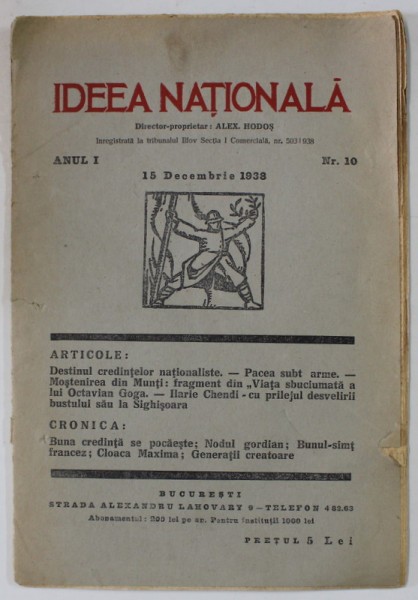 IDEEA NAȚIONALĂ
Director-proprietar: ALEX. HODOȘ
Inregistrată la tribunalul Ilfov Secția I Comercială, nr. 503/938
ANUL I Nr. 10
15 Decembrie 1938
ARTICOLE:
Destinul credințelor naționaliste. — Pacea subt arme. —
Moștenirea din Munți: fragment din „Viața sbuciumată a
lui Octavian Goga. — Ilarie Chendi - cu prilejul desvelirii
bustului său la Sighișoara
CRONICA:
Buna credință se pocăește; Nodul gordian; Bunul-simț
francez; Cloaca Maxima; Generații creatoare
BUCUREȘTI
STRADA ALEXANDRU LAHOVARY 9 — TELEFON 4 85.63
Abonamentul: 200 lei pe an. Pentru instituții 1000 lei
PREȚUL 5 Lei